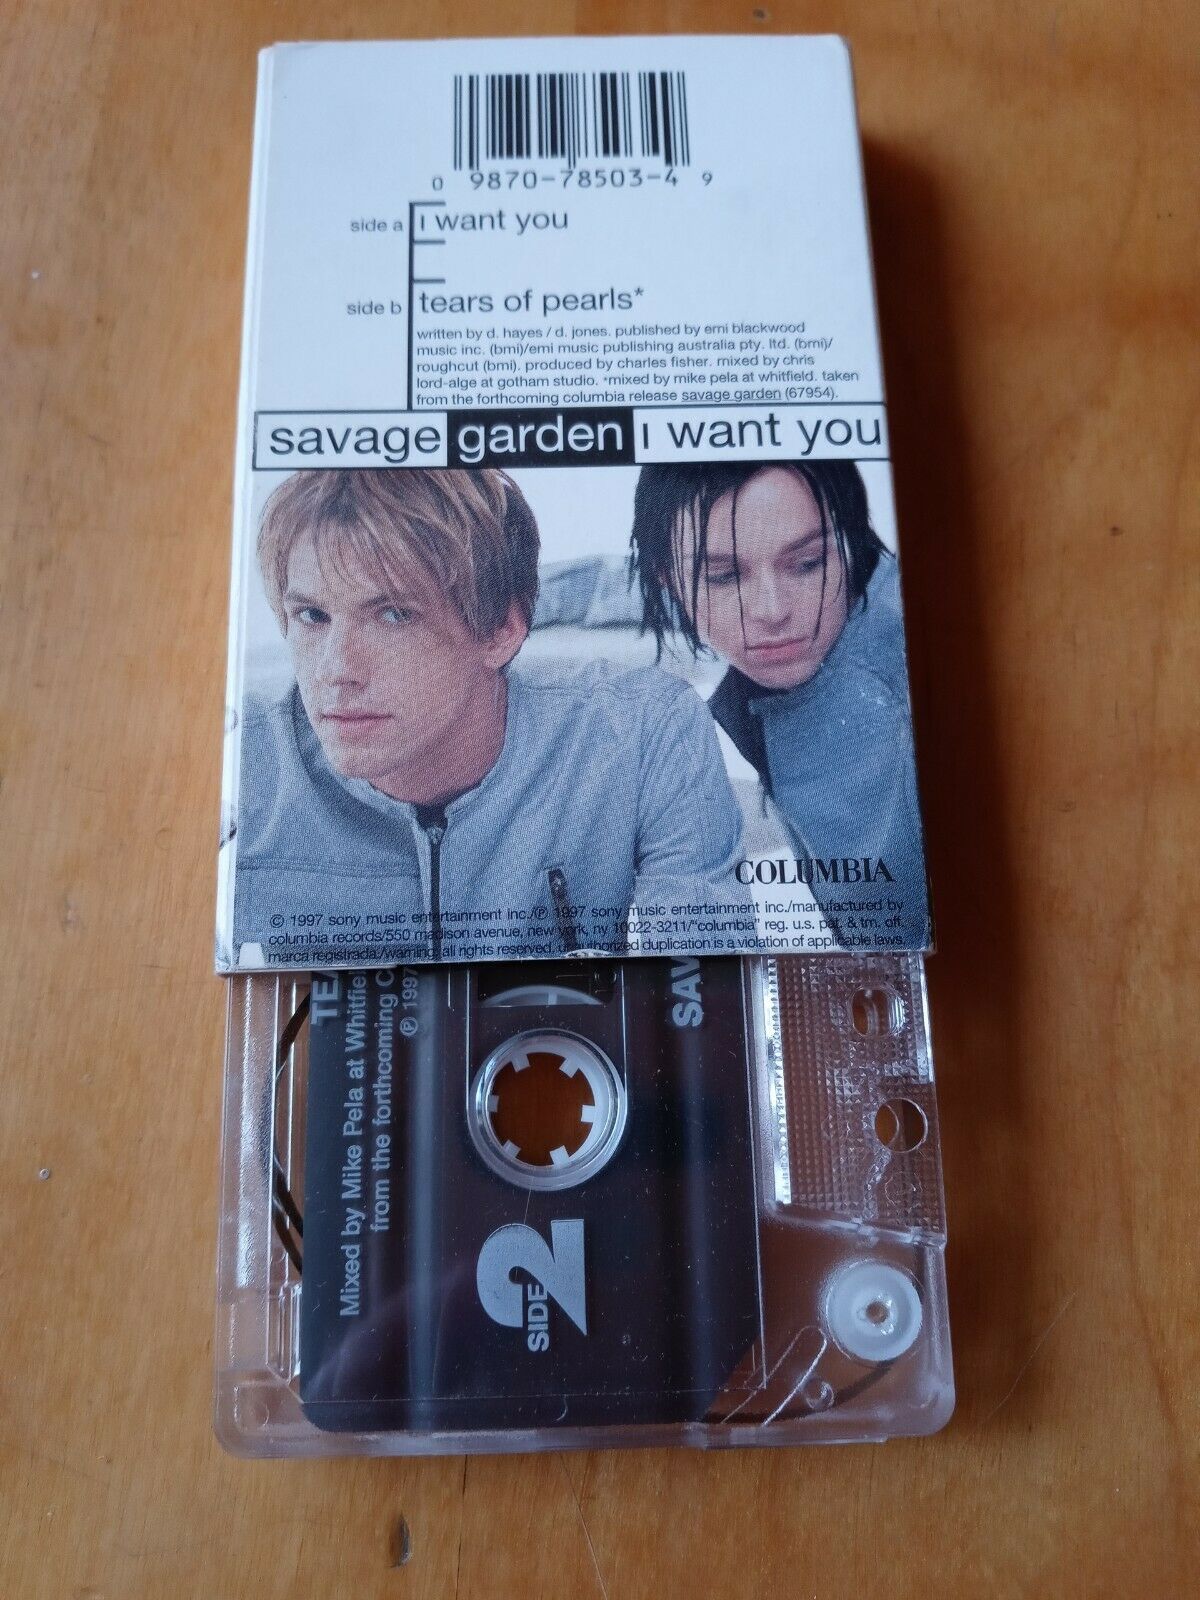 0 9870-78503-4 9
side a I want you
side b tears of pearls*
written by d. hayes / d. jones. published by emi blackwood
music inc. (bmi)/emi music publishing australia pty. ltd. (bmi)/
roughcut (bmi). produced by charles fisher. mixed by chris
lord-alge at gotham studio. *mixed by mike pela at whitfield. taken
from the forthcoming columbia release savage garden (67954).
savage garden I want you
COLUMBIA
© 1997 sony music entertainment inc./℗ 1997 sony music entertainment inc./manufactured by
columbia records/550 madison avenue, new york, ny 10022-3211/"columbia" reg. u.s. pat. & tm. off.
marca registrada./warning: all rights reserved. unauthorized duplication is a violation of applicable laws.
TEA
Mixed by Mike Pela at Whitfie
from the forthcoming C
℗ 1997
SAV
SIDE 2